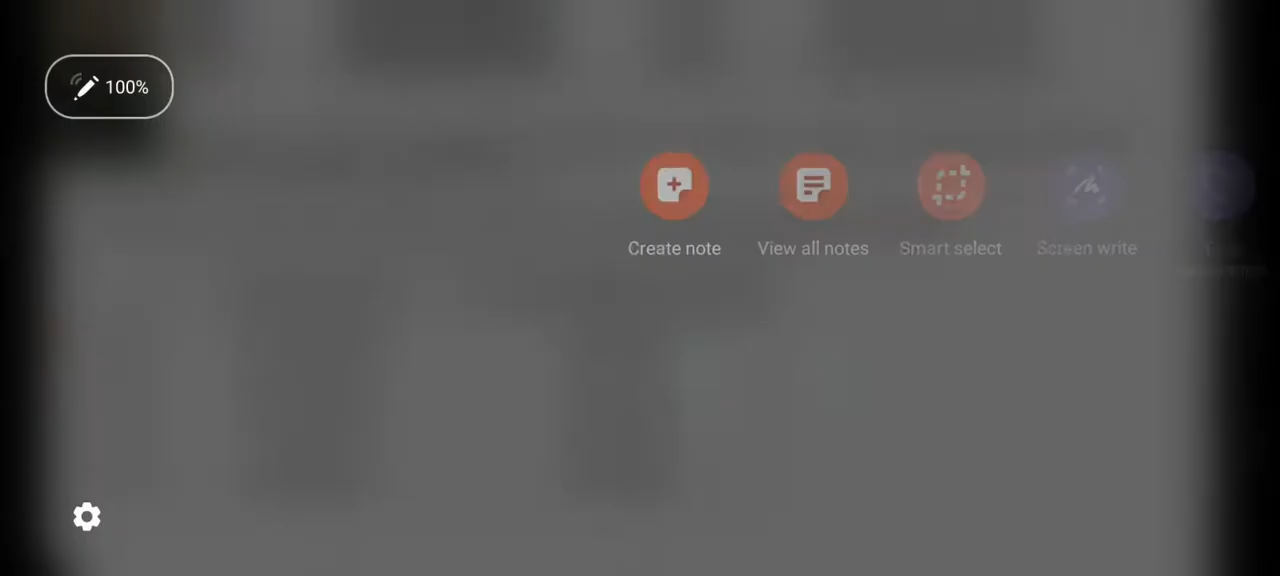 100%
Create note
View all notes
Smart select
Screen write